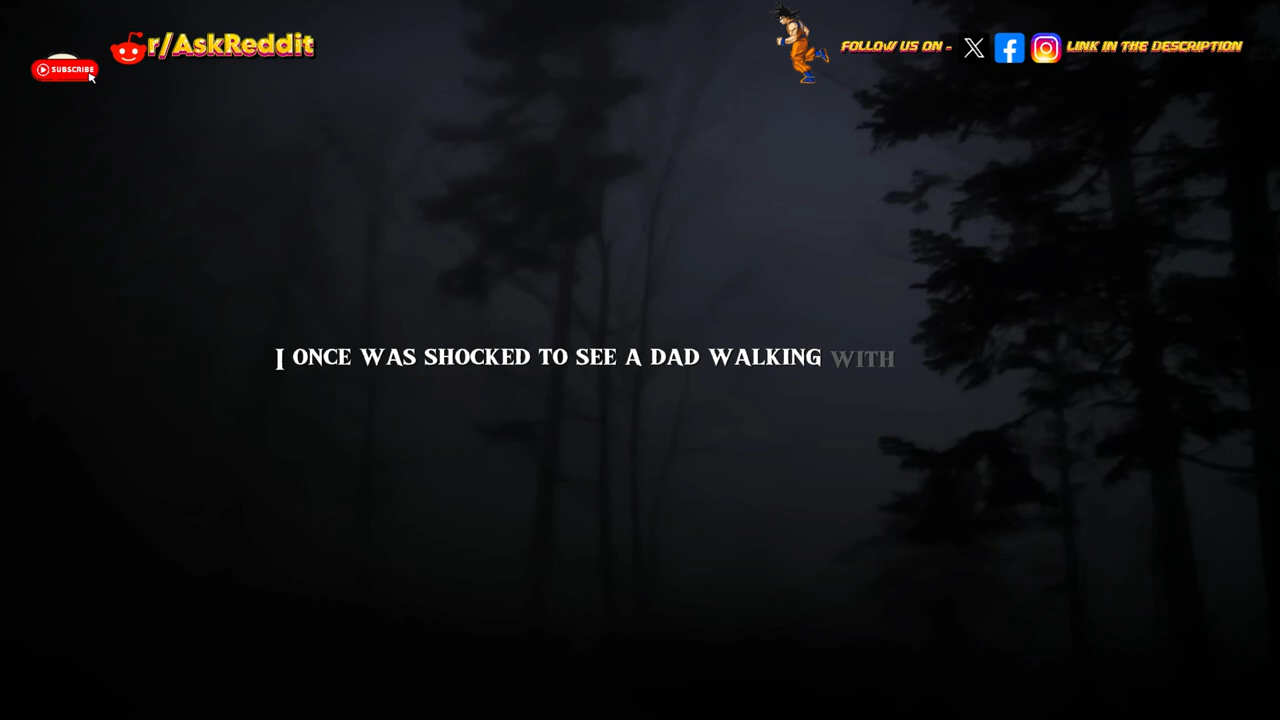 r/AskReddit
SUBSCRIBE
FOLLOW US ON -
LINK IN THE DESCRIPTION
I ONCE WAS SHOCKED TO SEE A DAD WALKING WITH